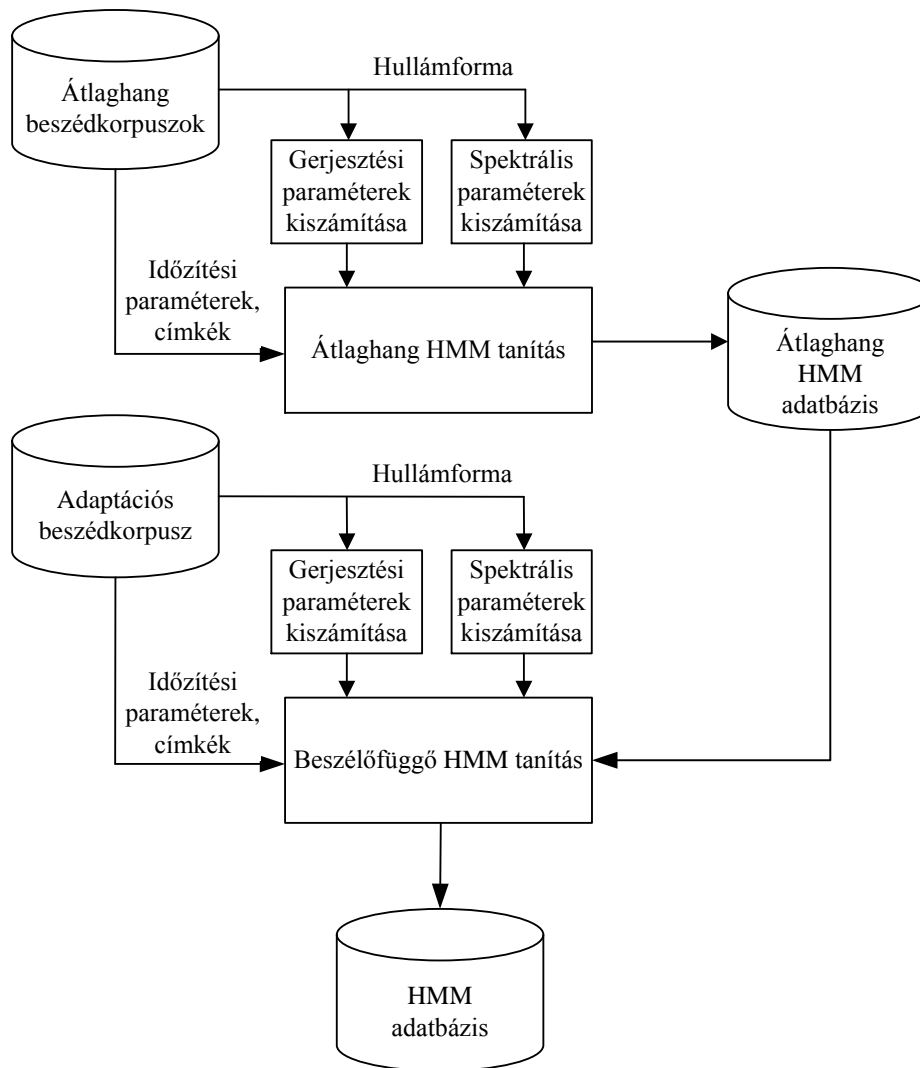 Hullámforma
Átlaghang
beszédkorpuszok
Gerjesztési
paraméterek
kiszámítása
Spektrális
paraméterek
kiszámítása
Időzítési
paraméterek,
címkék
Átlaghang HMM tanítás
Átlaghang
HMM
adatbázis
Hullámforma
Adaptációs
beszédkorpusz
Gerjesztési
paraméterek
kiszámítása
Spektrális
paraméterek
kiszámítása
Időzítési
paraméterek,
címkék
Beszélőfüggő HMM tanítás
HMM
adatbázis